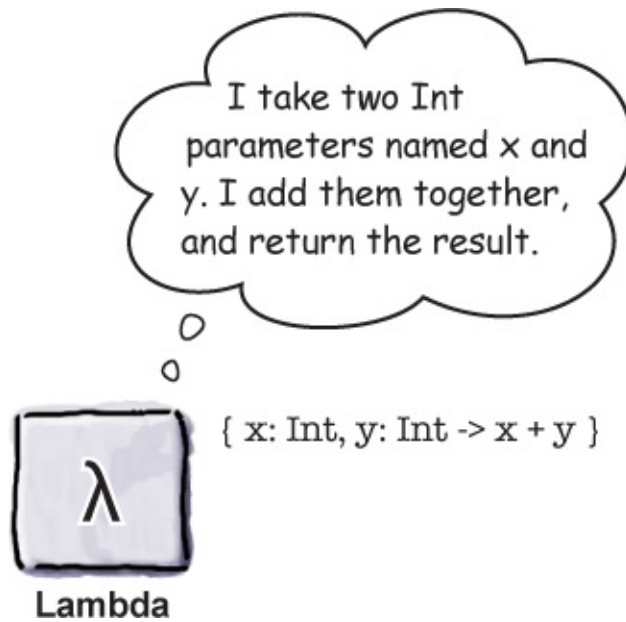 I take two Int
parameters named x and
y. I add them together,
and return the result.
{ x: Int, y: Int -> x + y }
λ
Lambda